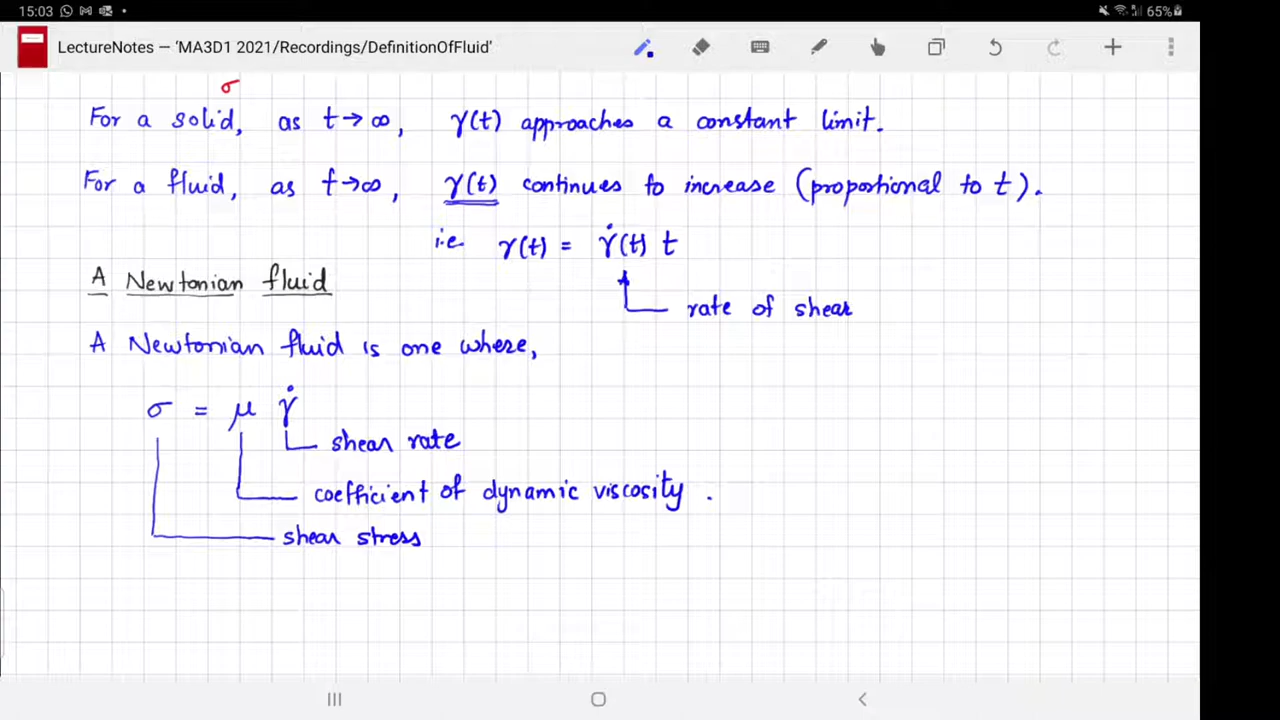 15:03 65%
LectureNotes — 'MA3D1 2021/Recordings/DefinitionOfFluid'
σ
For a solid, as t→∞, γ(t) approaches a constant limit.
For a fluid, as t→∞, γ(t) continues to increase (proportional to t).
i.e γ(t) = γ̇(t) t
A Newtonian fluid
rate of shear
A Newtonian fluid is one where,
σ = μ γ̇
shear rate
coefficient of dynamic viscosity.
shear stress